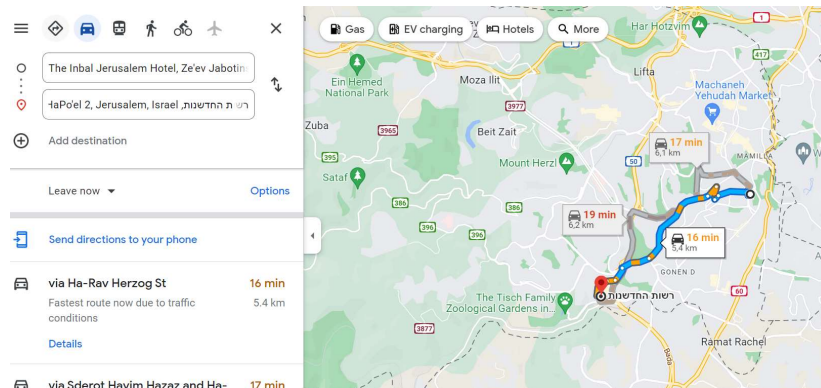 The Inbal Jerusalem Hotel, Ze'ev Jabotin
HaPo'el 2, Jerusalem, Israel ,רשות החדשנות
Add destination
Leave now
Options
Send directions to your phone
via Ha-Rav Herzog St
16 min
Fastest route now due to traffic conditions
5.4 km
Details
via Sderot Hayim Hazaz and Ha-
17 min
Gas
EV charging
Hotels
More
Har Hotzvim
1
1
417
Ein Hemed
National Park
Moza Ilit
Lifta
Machaneh
Yehudah Market
3977
Zuba
3965
Beit Zait
17 min
6,1 km
MAMILLA
395
Sataf
Mount Herzl
50
386
386
19 min
6,2 km
396
396
16 min
5,4 km
GONEN D
60
The Tisch Family
Zoological Gardens in...
רשות החדשנות
3877
Ramat Rachel
Bada